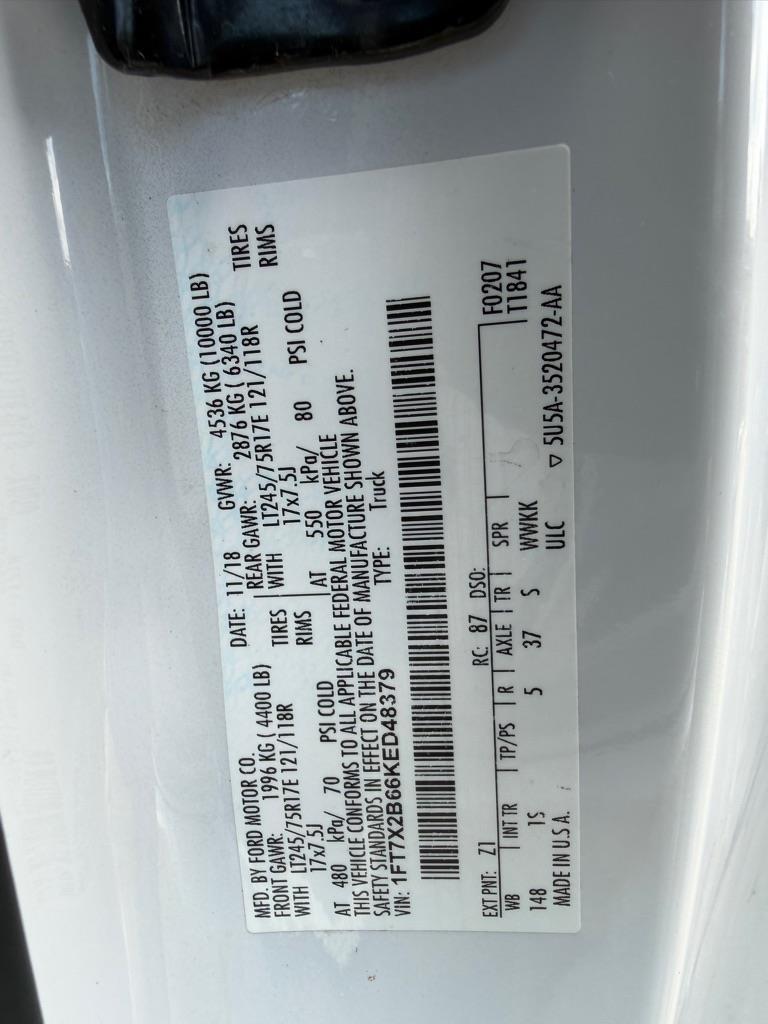 MFD. BY FORD MOTOR CO.
DATE: 11/18 GVWR: 4536 KG (10000 LB)
FRONT GAWR: 1996 KG ( 4400 LB) REAR GAWR: 2876 KG ( 6340 LB)
WITH LT245/75R17E 121/118R TIRES WITH LT245/75R17E 121/118R TIRES
17x7.5J RIMS 17x7.5J RIMS
AT 480 kPa/ 70 PSI COLD AT 550 kPa/ 80 PSI COLD
THIS VEHICLE CONFORMS TO ALL APPLICABLE FEDERAL MOTOR VEHICLE
SAFETY STANDARDS IN EFFECT ON THE DATE OF MANUFACTURE SHOWN ABOVE.
VIN: 1FT7X2B66KED48379 TYPE: Truck
EXT PNT: Z1 RC: 87 DSO: F0207
WB INT TR TP/PS R AXLE TR SPR T1841
148 1S 5 37 S WWKK
MADE IN U.S.A. ULC ▽ 5U5A-3520472-AA